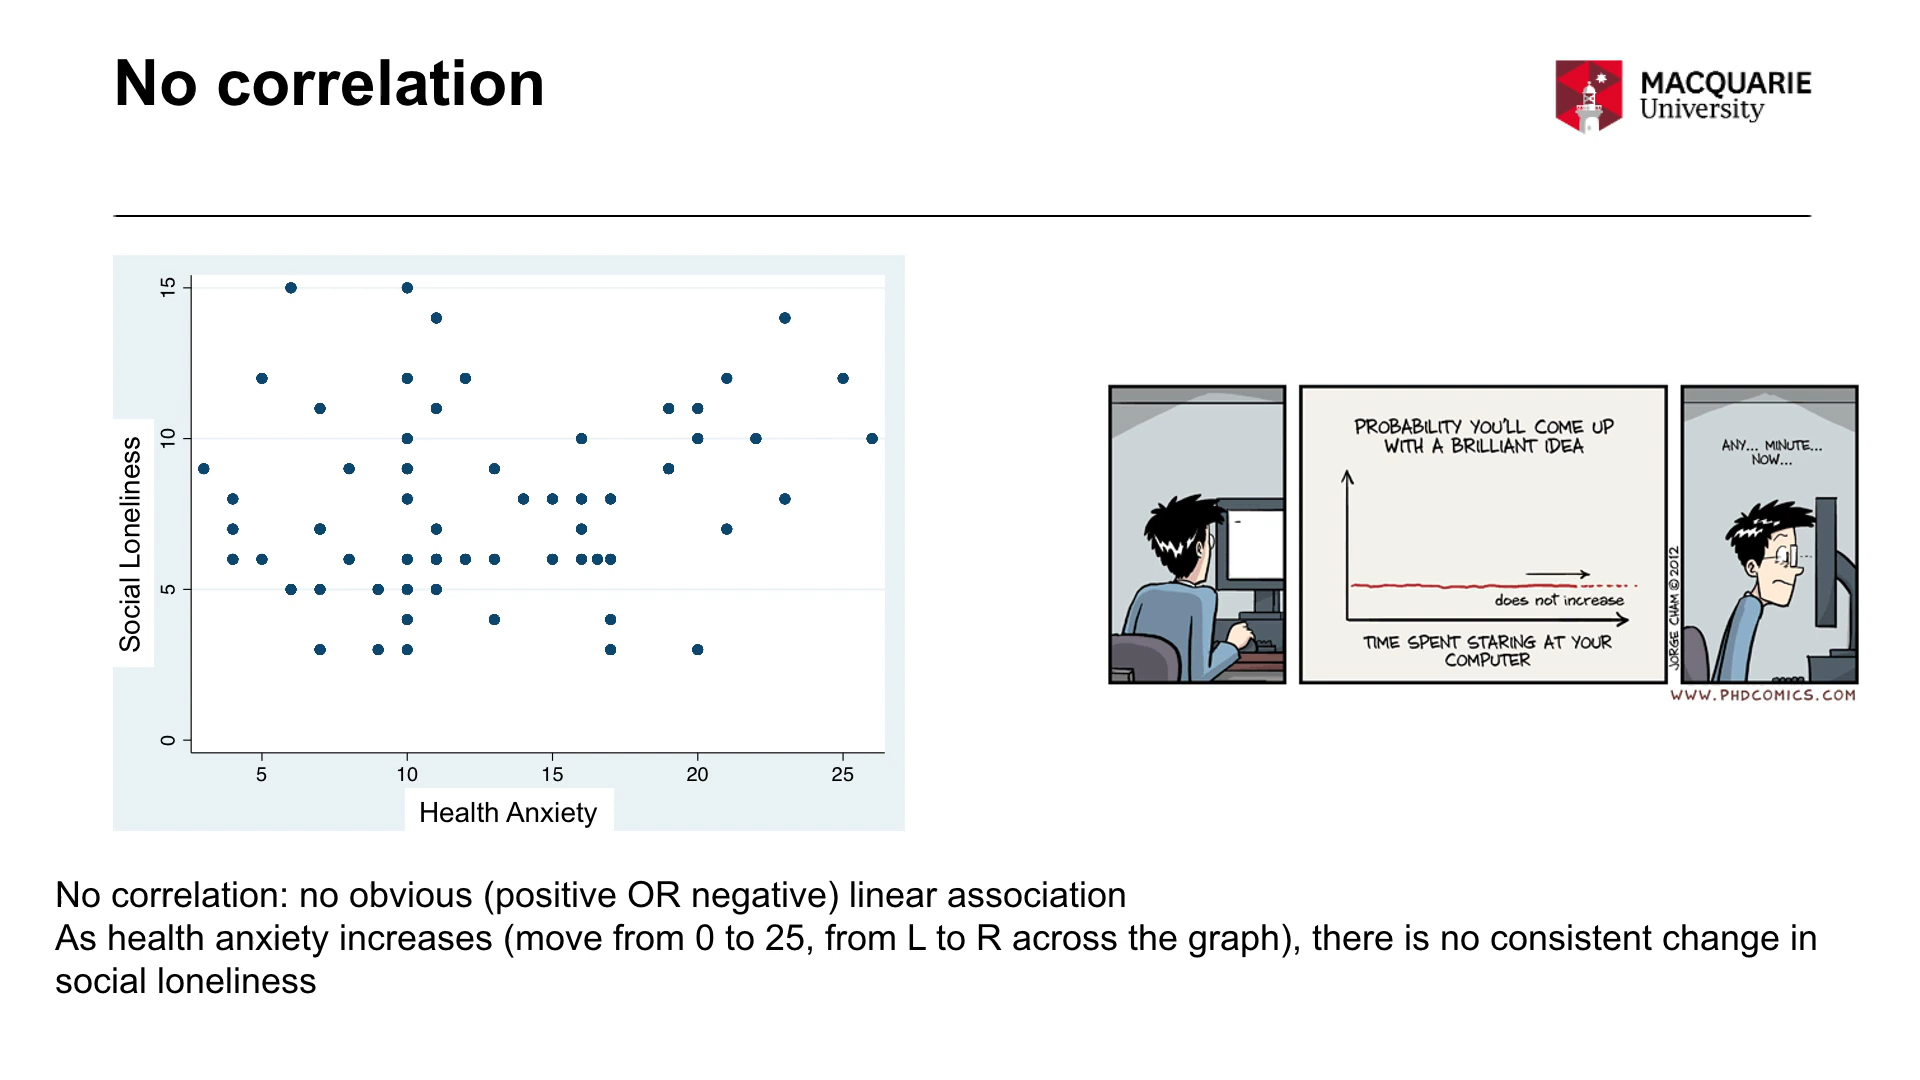 No correlation
MACQUARIE
University
15
10
5
0
Social Loneliness
5
10
15
20
25
Health Anxiety
PROBABILITY YOU'LL COME UP
WITH A BRILLIANT IDEA
does not increase
TIME SPENT STARING AT YOUR
COMPUTER
JORGE CHAM © 2012
ANY... MINUTE...
NOW...
WWW.PHDCOMICS.COM
No correlation: no obvious (positive OR negative) linear association
As health anxiety increases (move from 0 to 25, from L to R across the graph), there is no consistent change in
social loneliness